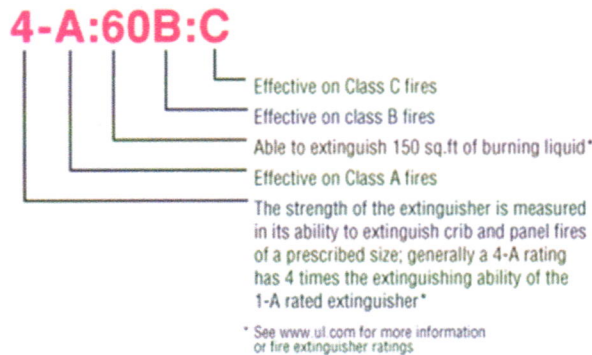 4-A:60B:C
Effective on Class C fires
Effective on class B fires
Able to extinguish 150 sq.ft of burning liquid*
Effective on Class A fires
The strength of the extinguisher is measured
in its ability to extinguish crib and panel fires
of a prescribed size; generally a 4-A rating
has 4 times the extinguishing ability of the
1-A rated extinguisher*
* See www.ul.com for more information
or fire extinguisher ratings